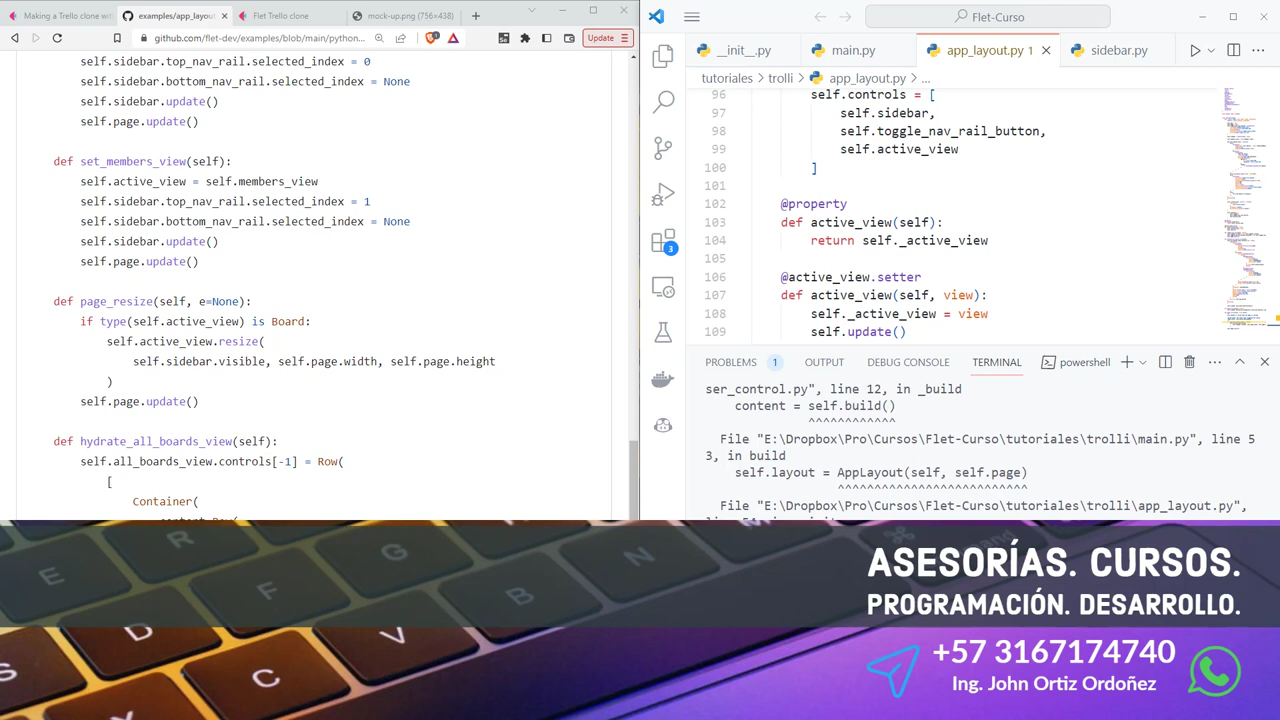 Making a Trello clone with
examples/app_layou
Flet Trello clone
mock-up.png (756×438)
github.com/flet-dev/examples/blob/main/python...
Update
self.sidebar.top_nav_rail.selected_index = 0
self.sidebar.bottom_nav_rail.selected_index = None
self.sidebar.update()
self.page.update()
def set_members_view(self):
self.active_view = self.members_view
self.sidebar.top_nav_rail.selected_index = 1
self.sidebar.bottom_nav_rail.selected_index = None
self.sidebar.update()
self.page.update()
def page_resize(self, e=None):
if type(self.active_view) is Board:
self.active_view.resize(
self.sidebar.visible, self.page.width, self.page.height
)
self.page.update()
def hydrate_all_boards_view(self):
self.all_boards_view.controls[-1] = Row(
[
Container(
Flet-Curso
__init__.py
main.py
app_layout.py 1
sidebar.py
tutoriales > trolli > app_layout.py > ...
96 self.controls = [
97 self.sidebar,
98 self.toggle_nav_rail_button,
99 self.active_view
100 ]
101
102 @property
103 def active_view(self):
104 return self._active_view
105
106 @active_view.setter
107 def active_view(self, view):
108 self._active_view = view
109 self.update()
3
PROBLEMS 1 OUTPUT DEBUG CONSOLE TERMINAL powershell
ser_control.py", line 12, in _build
content = self.build()
^^^^^^^^^^^^
File "E:\Dropbox\Pro\Cursos\Flet-Curso\tutoriales\trolli\main.py", line 5
3, in build
self.layout = AppLayout(self, self.page)
^^^^^^^^^^^^^^^^^^^^^^^^^^
File "E:\Dropbox\Pro\Cursos\Flet-Curso\tutoriales\trolli\app_layout.py",
ASESORÍAS. CURSOS.
PROGRAMACIÓN. DESARROLLO.
+57 3167174740
Ing. John Ortiz Ordoñez